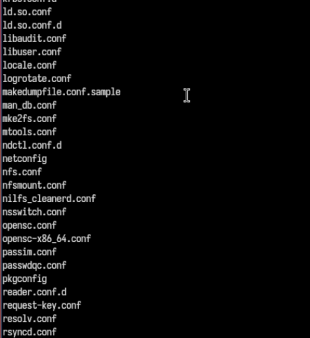 ld.so.conf
ld.so.conf.d
libaudit.conf
libuser.conf
locale.conf
logrotate.conf
makedumpfile.conf.sample
man_db.conf
mke2fs.conf
mtools.conf
ndctl.conf.d
netconfig
nfs.conf
nfsmount.conf
nilfs_cleanerd.conf
nsswitch.conf
opensc.conf
opensc-x86_64.conf
passim.conf
passwdqc.conf
pkgconfig
reader.conf.d
request-key.conf
resolv.conf
rsyncd.conf